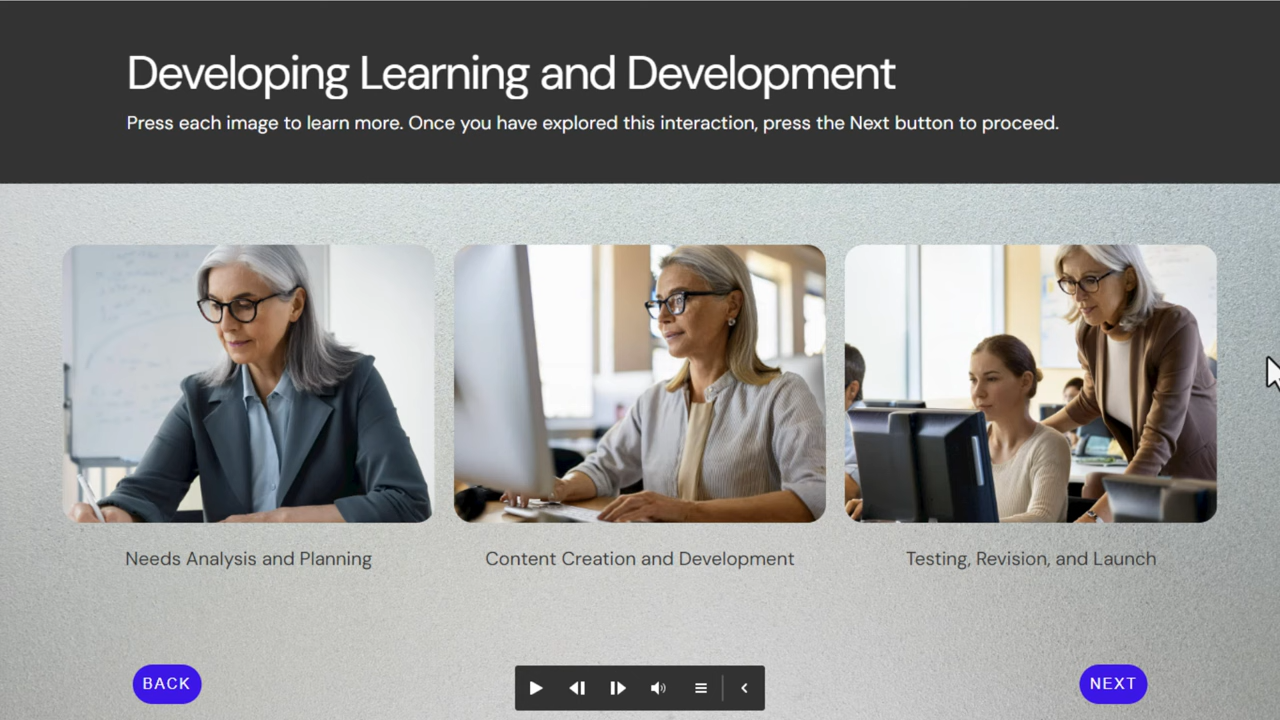 Developing Learning and Development
Press each image to learn more. Once you have explored this interaction, press the Next button to proceed.
Needs Analysis and Planning
Content Creation and Development
Testing, Revision, and Launch
BACK
NEXT